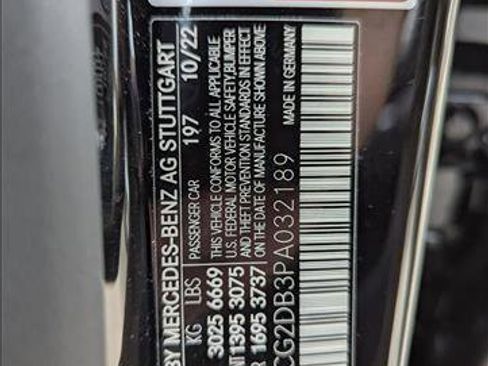 BY MERCEDES-BENZ AG STUTTGART
KG LBS PASSENGER CAR 197 10/22
3025 6669 THIS VEHICLE CONFORMS TO ALL APPLICABLE
1395 3075 U.S. FEDERAL MOTOR VEHICLE SAFETY, BUMPER
1695 3737 AND THEFT PREVENTION STANDARDS IN EFFECT
ON THE DATE OF MANUFACTURE SHOWN ABOVE
CG2DB3PA032189 MADE IN GERMANY